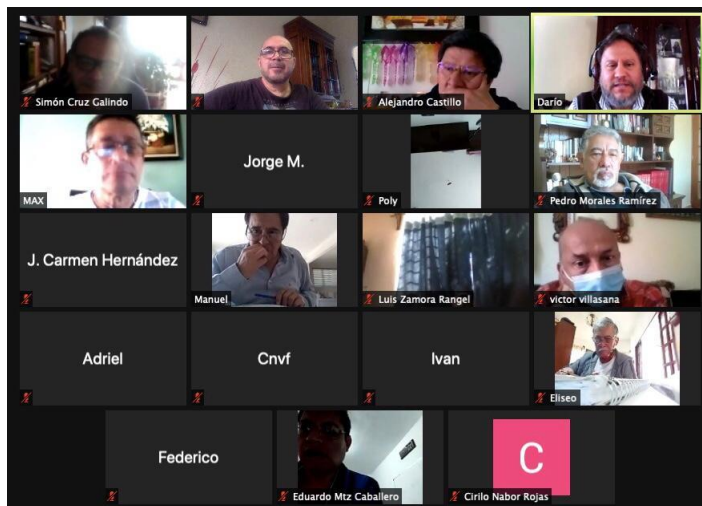 Simón Cruz Galindo
Alejandro Castillo
Darío
MAX
Jorge M.
Poly
Pedro Morales Ramírez
J. Carmen Hernández
Manuel
Luis Zamora Rangel
victor villasana
Adriel
Cnvf
Ivan
Eliseo
Federico
Eduardo Mtz Caballero
C
Cirilo Nabor Rojas